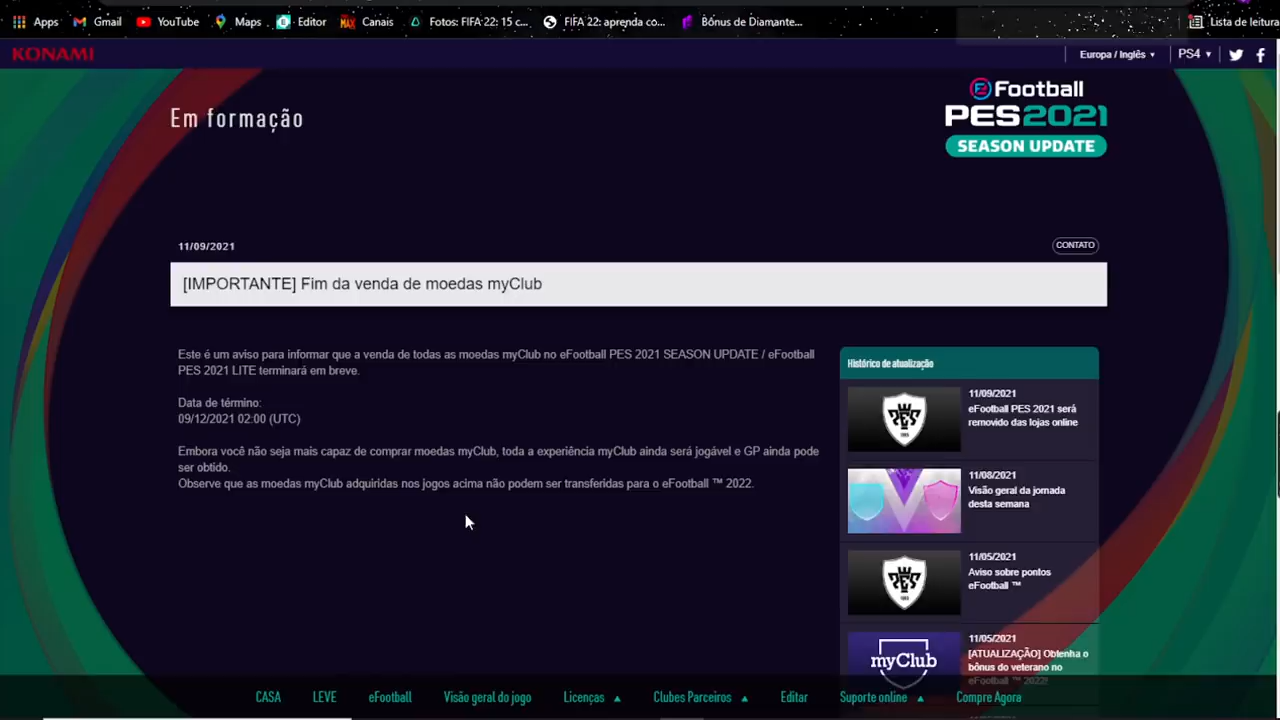 Apps Gmail YouTube Maps Editor Canais Fotos: FIFA 22: 15 c... FIFA 22: aprenda co... Bônus de Diamante... Lista de leitura
KONAMI Europa / Inglês PS4
Em formação
eFootball
PES2021
SEASON UPDATE
11/09/2021 CONTATO
[IMPORTANTE] Fim da venda de moedas myClub
Este é um aviso para informar que a venda de todas as moedas myClub no eFootball PES 2021 SEASON UPDATE / eFootball
PES 2021 LITE terminará em breve.
Data de término:
09/12/2021 02:00 (UTC)
Embora você não seja mais capaz de comprar moedas myClub, toda a experiência myClub ainda será jogável e GP ainda pode
ser obtido.
Observe que as moedas myClub adquiridas nos jogos acima não podem ser transferidas para o eFootball ™ 2022.
Histórico de atualização
11/09/2021
eFootball PES 2021 será
removido das lojas online
11/08/2021
Visão geral da jornada
desta semana
11/05/2021
Aviso sobre pontos
eFootball ™
11/05/2021
[ATUALIZAÇÃO] Obtenha o
bônus do veterano no
eFootball ™ 2022!
myClub
CASA LEVE eFootball Visão geral do jogo Licenças Clubes Parceiros Editar Suporte online Compre Agora